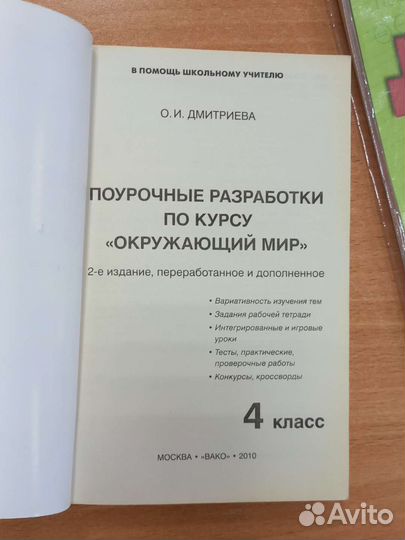 В ПОМОЩЬ ШКОЛЬНОМУ УЧИТЕЛЮ
О. И. ДМИТРИЕВА
ПОУРОЧНЫЕ РАЗРАБОТКИ
ПО КУРСУ
«ОКРУЖАЮЩИЙ МИР»
2-е издание, переработанное и дополненное
• Вариативность изучения тем
• Задания рабочей тетради
• Интегрированные и игровые
уроки
• Тесты, практические,
проверочные работы
• Конкурсы, кроссворды
4 класс
МОСКВА • «ВАКО» • 2010
Avito